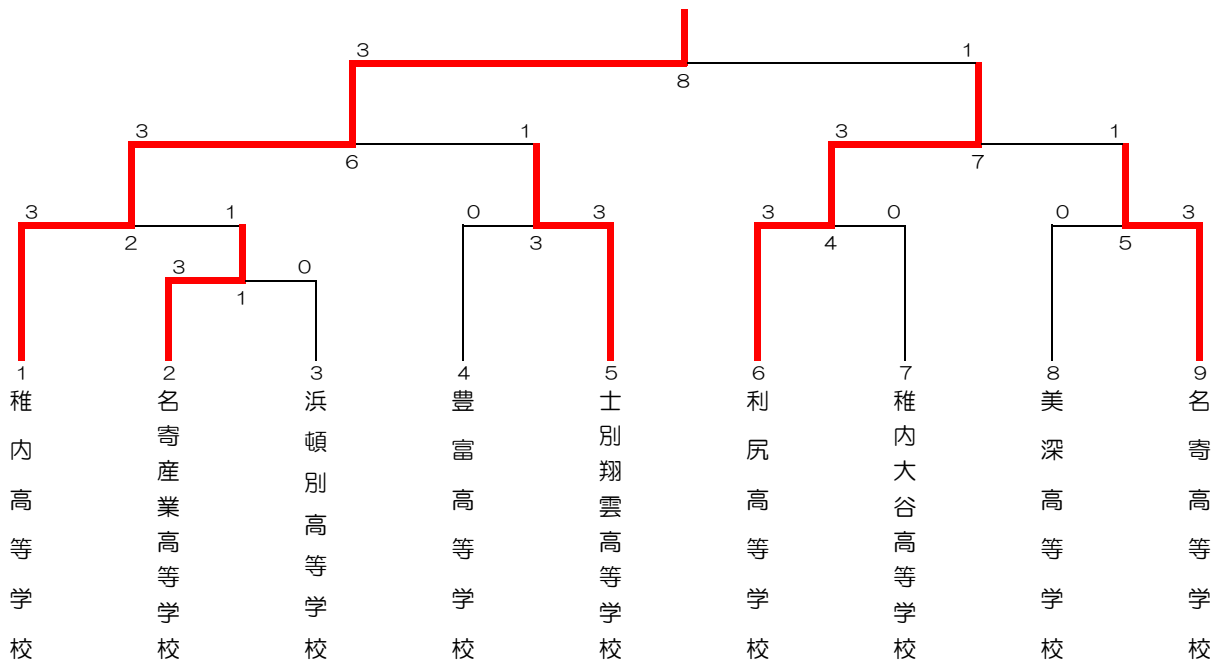 ３ １
８
３ １ ３ １
６ ７
３ １ ０ ３ ３ ０ ０ ３
２ ３ ４ ５
３ ０
１
１ ２ ３ ４ ５ ６ ７ ８ ９
稚内高等学校
名寄産業高等学校
浜頓別高等学校
豊富高等学校
士別翔雲高等学校
利尻高等学校
稚内大谷高等学校
美深高等学校
名寄高等学校